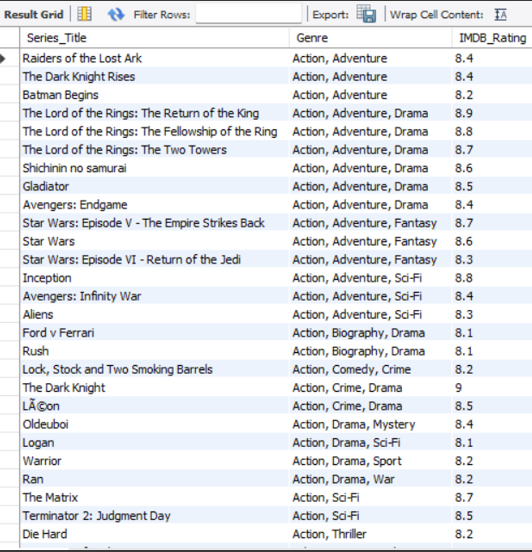 Result Grid Filter Rows: Export: Wrap Cell Content:
Series_Title Genre IMDB_Rating
Raiders of the Lost Ark Action, Adventure 8.4
The Dark Knight Rises Action, Adventure 8.4
Batman Begins Action, Adventure 8.2
The Lord of the Rings: The Return of the King Action, Adventure, Drama 8.9
The Lord of the Rings: The Fellowship of the Ring Action, Adventure, Drama 8.8
The Lord of the Rings: The Two Towers Action, Adventure, Drama 8.7
Shichinin no samurai Action, Adventure, Drama 8.6
Gladiator Action, Adventure, Drama 8.5
Avengers: Endgame Action, Adventure, Drama 8.4
Star Wars: Episode V - The Empire Strikes Back Action, Adventure, Fantasy 8.7
Star Wars Action, Adventure, Fantasy 8.6
Star Wars: Episode VI - Return of the Jedi Action, Adventure, Fantasy 8.3
Inception Action, Adventure, Sci-Fi 8.8
Avengers: Infinity War Action, Adventure, Sci-Fi 8.4
Aliens Action, Adventure, Sci-Fi 8.3
Ford v Ferrari Action, Biography, Drama 8.1
Rush Action, Biography, Drama 8.1
Lock, Stock and Two Smoking Barrels Action, Comedy, Crime 8.2
The Dark Knight Action, Crime, Drama 9
LÃ©on Action, Crime, Drama 8.5
Oldeuboi Action, Drama, Mystery 8.4
Logan Action, Drama, Sci-Fi 8.1
Warrior Action, Drama, Sport 8.2
Ran Action, Drama, War 8.2
The Matrix Action, Sci-Fi 8.7
Terminator 2: Judgment Day Action, Sci-Fi 8.5
Die Hard Action, Thriller 8.2